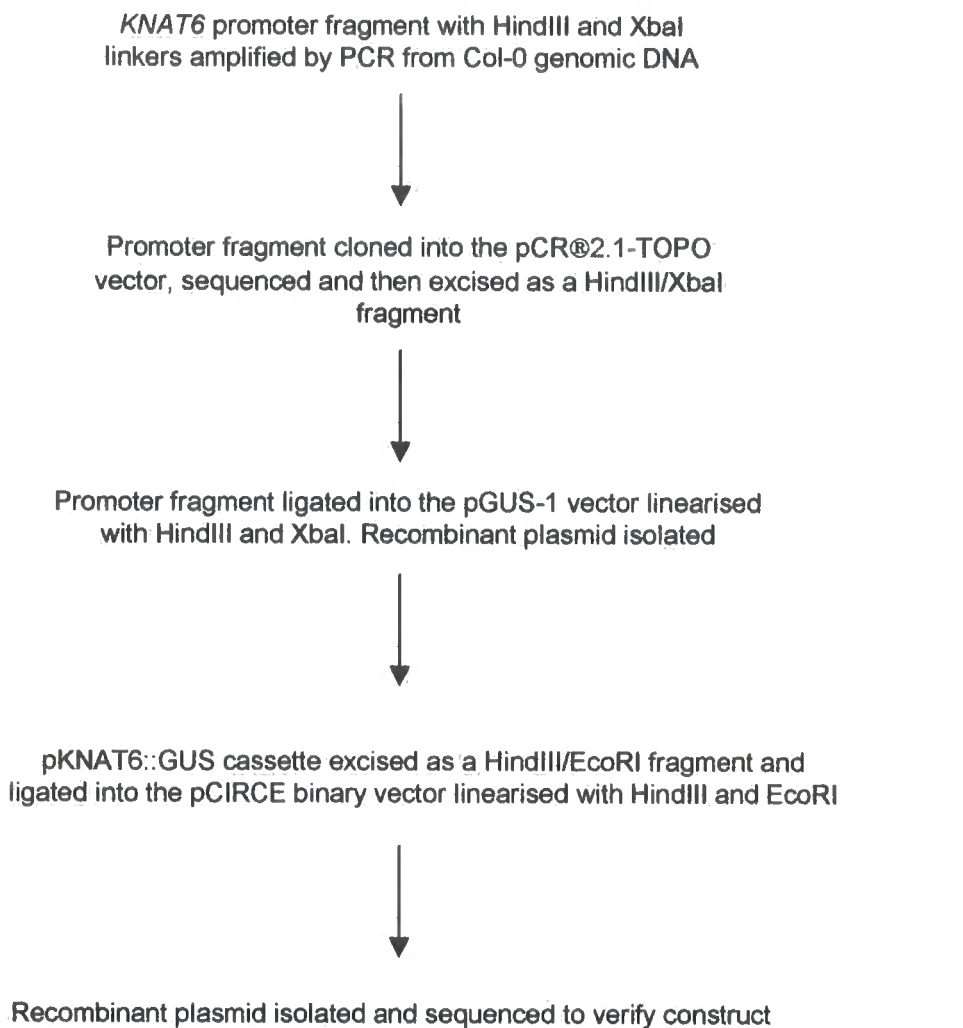 KNAT6 promoter fragment with HindIII and XbaI
linkers amplified by PCR from Col-0 genomic DNA
Promoter fragment cloned into the pCR®2.1-TOPO
vector, sequenced and then excised as a HindIII/XbaI
fragment
Promoter fragment ligated into the pGUS-1 vector linearised
with HindIII and XbaI. Recombinant plasmid isolated
pKNAT6::GUS cassette excised as a HindIII/EcoRI fragment and
ligated into the pCIRCE binary vector linearised with HindIII and EcoRI
Recombinant plasmid isolated and sequenced to verify construct